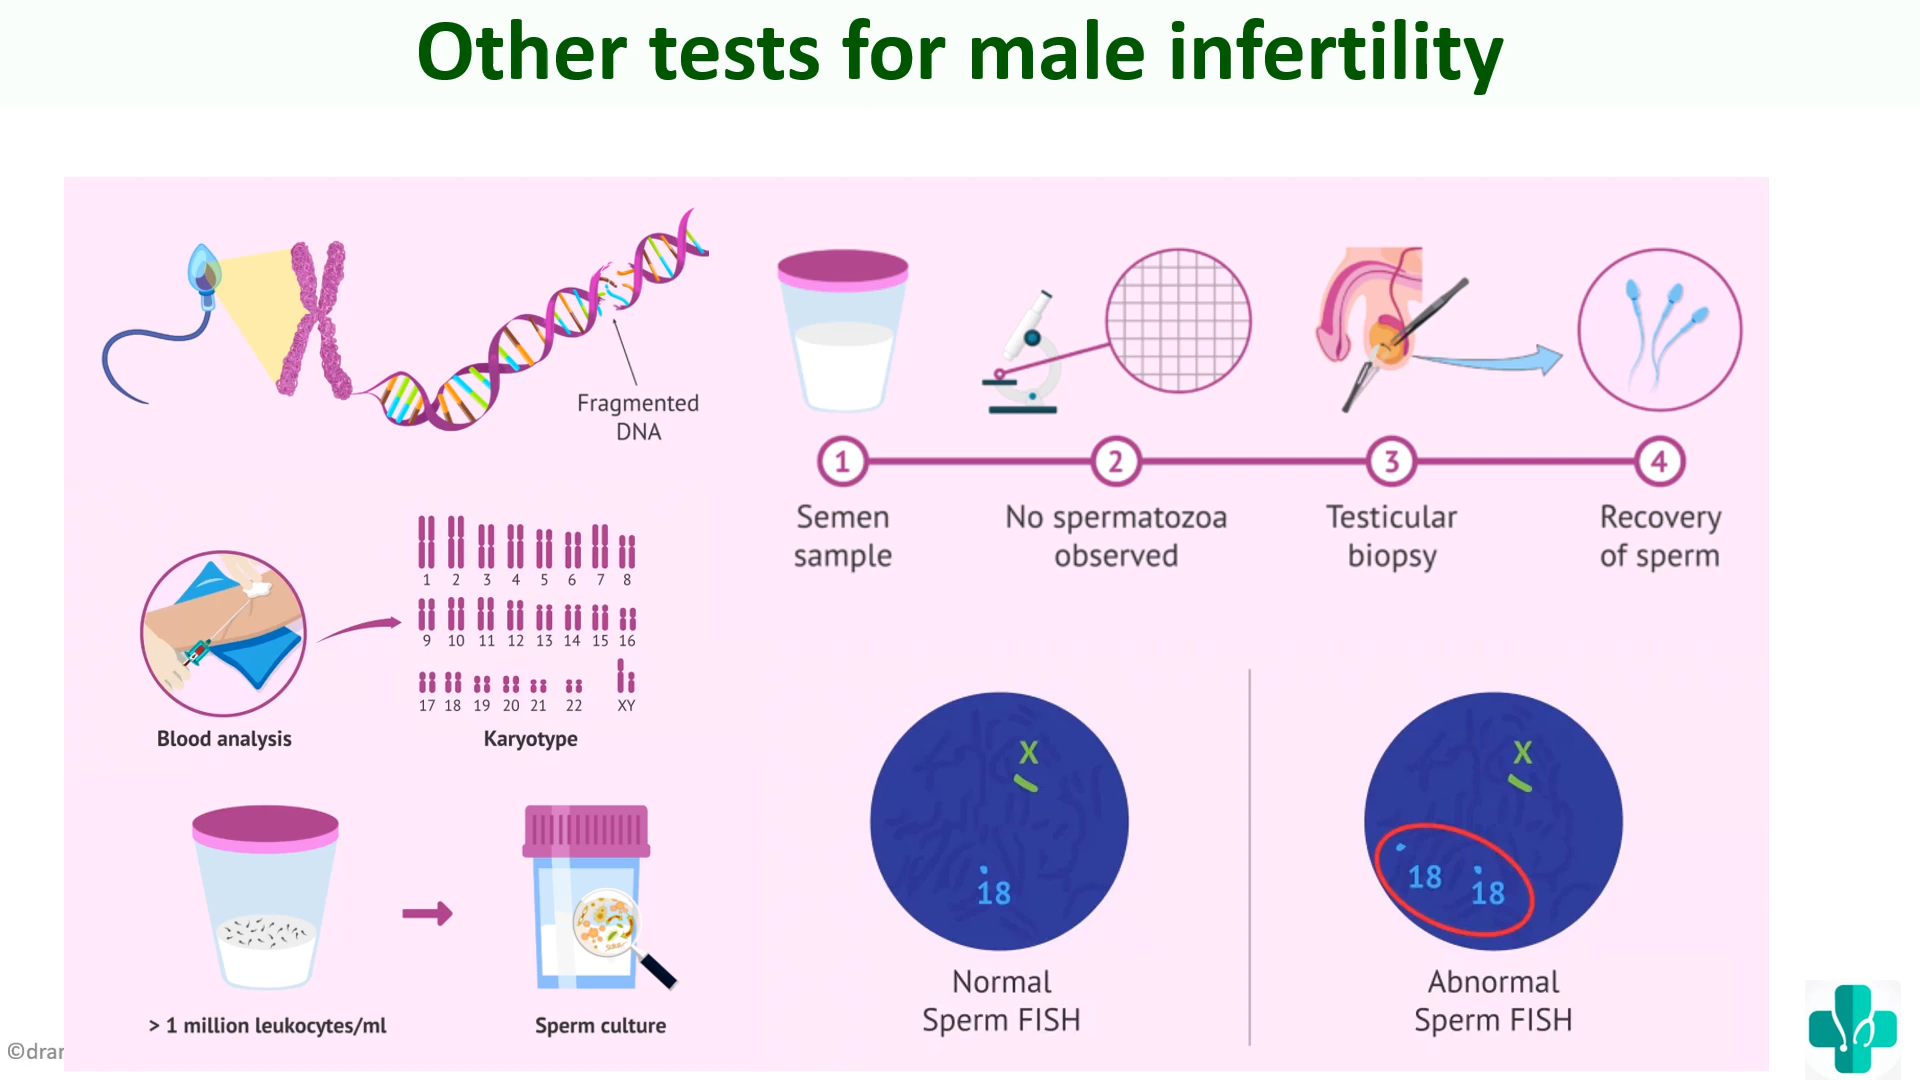 Other tests for male infertility
Fragmented
DNA
1
2
3
4
Semen
sample
No spermatozoa
observed
Testicular
biopsy
Recovery
of sperm
1 2 3 4 5 6 7 8
9 10 11 12 13 14 15 16
17 18 19 20 21 22 XY
Blood analysis
Karyotype
> 1 million leukocytes/ml
Sperm culture
X
18
Normal
Sperm FISH
X
18
18
Abnormal
Sperm FISH
©drar